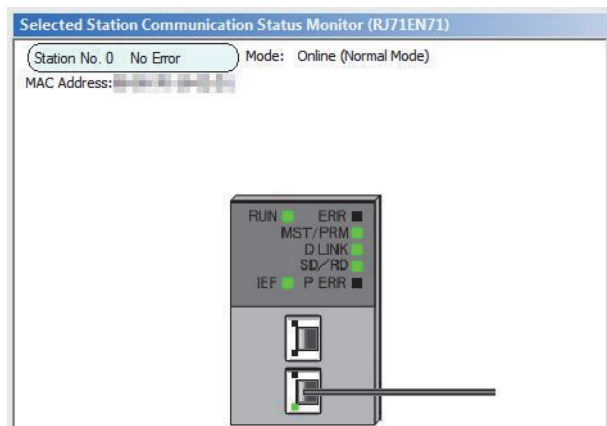 Selected Station Communication Status Monitor (RJ71EN71)
Station No. 0 No Error Mode: Online (Normal Mode)
MAC Address:
RUN ERR
MST/PRM
D LINK
SD/RD
IEF P ERR